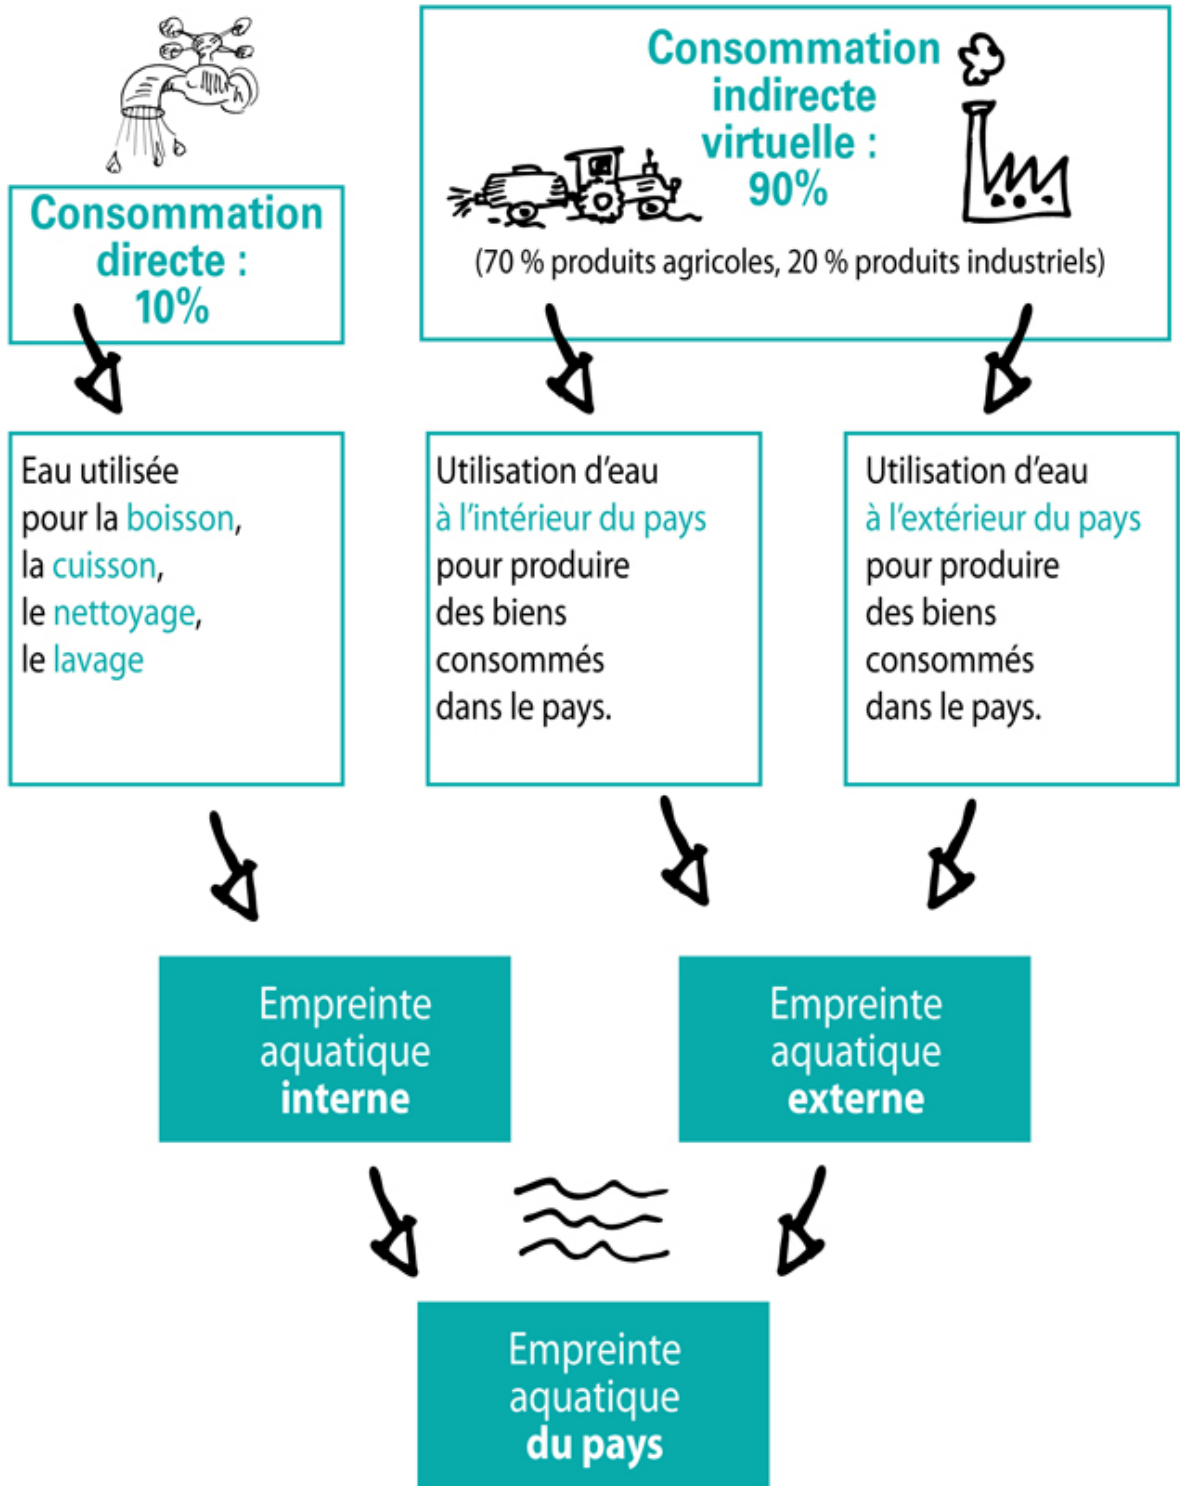 Consommation
directe :
10%
Consommation
indirecte
virtuelle :
90%
(70 % produits agricoles, 20 % produits industriels)
Eau utilisée
pour la boisson,
la cuisson,
le nettoyage,
le lavage
Utilisation d’eau
à l’intérieur du pays
pour produire
des biens
consommés
dans le pays.
Utilisation d’eau
à l’extérieur du pays
pour produire
des biens
consommés
dans le pays.
Empreinte
aquatique
interne
Empreinte
aquatique
externe
Empreinte
aquatique
du pays